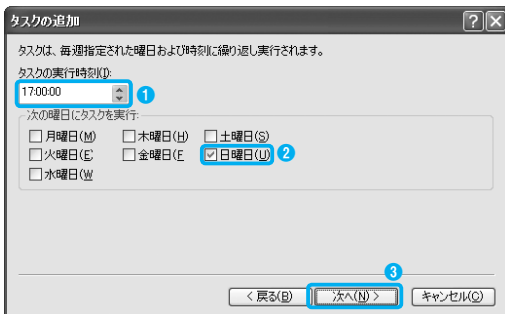 タスクの追加
タスクは、毎週指定された曜日および時刻に繰り返し実行されます。
タスクの実行時刻(I):
17:00:00
1
次の曜日にタスクを実行:
月曜日(M) 木曜日(H) 土曜日(S)
火曜日(E 金曜日(F 日曜日(U) 2
水曜日(W
3
< 戻る(B) 次へ(N) > キャンセル(C)